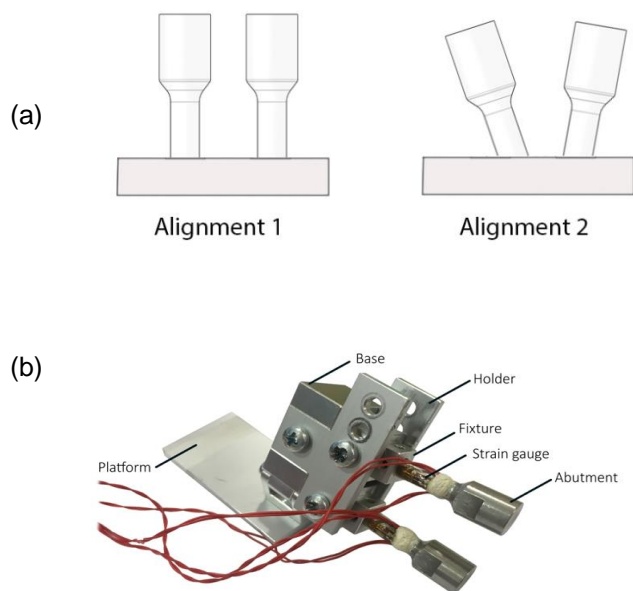 (a)
Alignment 1
Alignment 2
(b)
Base
Holder
Fixture
Strain gauge
Platform
Abutment